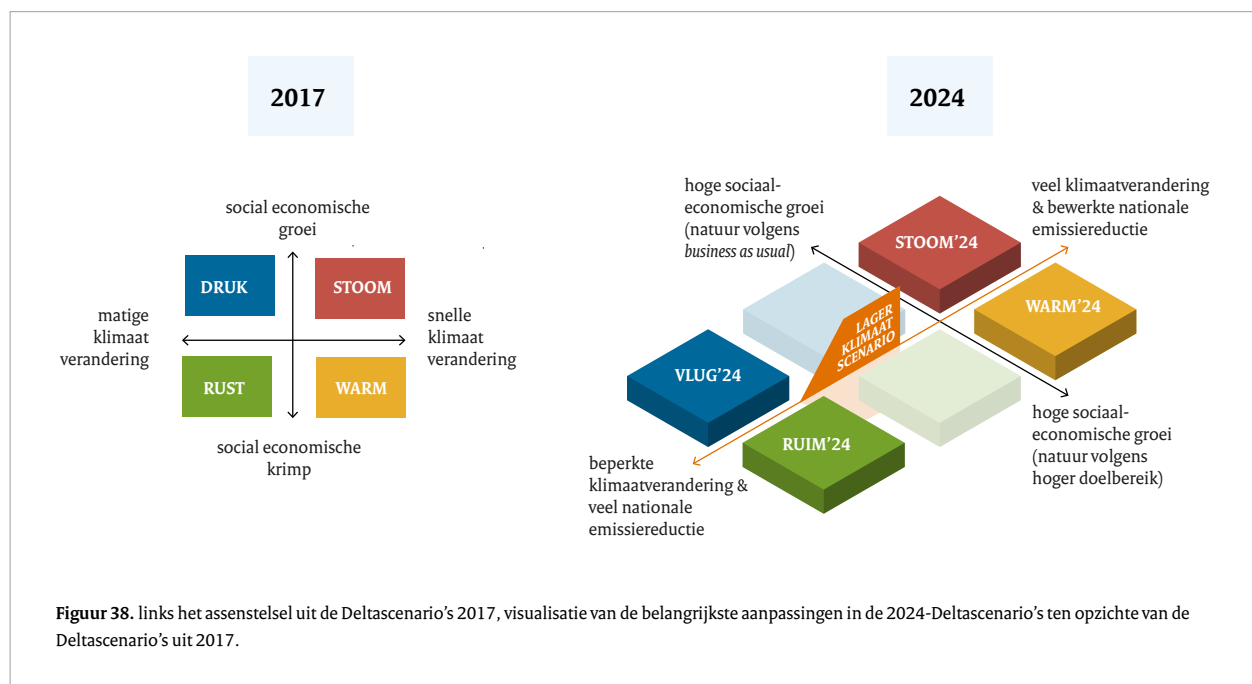 2017
social economische
groei
DRUK
STOOM
matige
klimaat
verandering
snelle
klimaat
verandering
RUST
WARM
social economische
krimp
2024
hoge sociaal-
economische groei
(natuur volgens
business as usual)
veel klimaatverandering
& bewerkte nationale
emissiereductie
STOOM’24
WARM’24
LAGER
KLIMAAT
SCENARIO
VLUG’24
RUIM’24
hoge sociaal-
economische groei
(natuur volgens
hoger doelbereik)
beperkte
klimaatverandering &
veel nationale
emissiereductie
Figuur 38. links het assenstelsel uit de Deltascenario’s 2017, visualisatie van de belangrijkste aanpassingen in de 2024-Deltascenario’s ten opzichte van de
Deltascenario’s uit 2017.